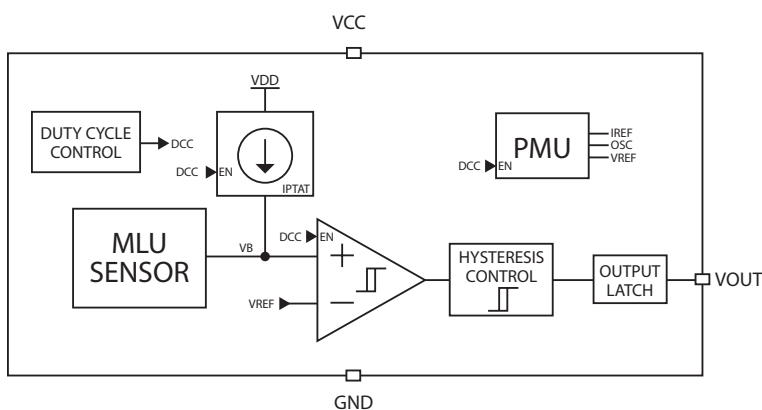 VCC
VDD
DUTY CYCLE
CONTROL
DCC
DCC
EN
IPTAT
PMU
DCC
EN
IREF
OSC
VREF
MLU
SENSOR
VB
DCC
EN
+
VREF
−
HYSTERESIS
CONTROL
OUTPUT
LATCH
VOUT
GND